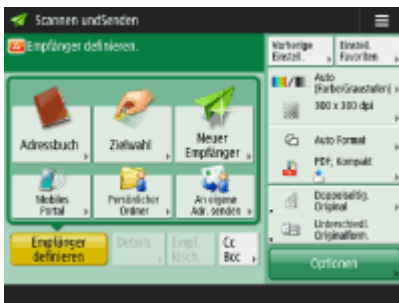 Scannen undSenden
Empfänger definieren.
Vorherige
Einstel.
Einstel.
Favoriten
Auto
(Farbe/Graustufen)
300 x 300 dpi
Adressbuch
Zielwahl
Neuer
Empfänger
Auto Format
PDF; Kompakt
Mobiles
Portal
Persönlicher
Ordner
An eigene
Adr. senden
Doppelseitig.
Original
Unterschiedl.
Originalform.
Empfänger
definieren
Details
Empf.
lösch.
Cc
Bcc
Optionen